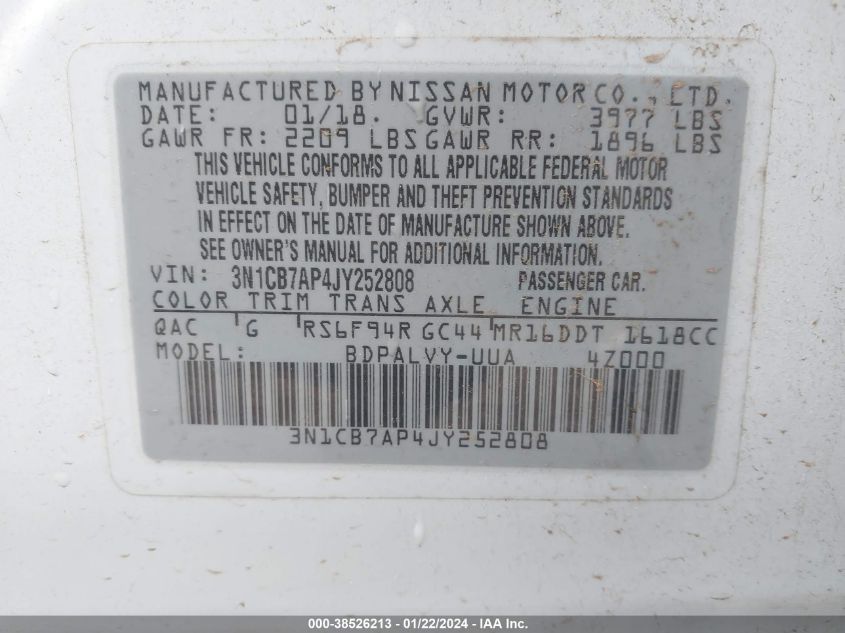 MANUFACTURED BY NISSAN MOTOR CO., LTD.
DATE: 01/18. GVWR: 3977 LBS
GAWR FR: 2209 LBS GAWR RR: 1896 LBS
THIS VEHICLE CONFORMS TO ALL APPLICABLE FEDERAL MOTOR
VEHICLE SAFETY, BUMPER AND THEFT PREVENTION STANDARDS
IN EFFECT ON THE DATE OF MANUFACTURE SHOWN ABOVE.
SEE OWNER'S MANUAL FOR ADDITIONAL INFORMATION.
VIN: 3N1CB7AP4JY252808 PASSENGER CAR.
COLOR TRIM TRANS AXLE ENGINE
QAC G RS6F94R GC44 MR16DDT 1618CC
MODEL: BDPALVY-UUA 4Z000
3N1CB7AP4JY252808
000-38526213 - 01/22/2024 - IAA, Inc.